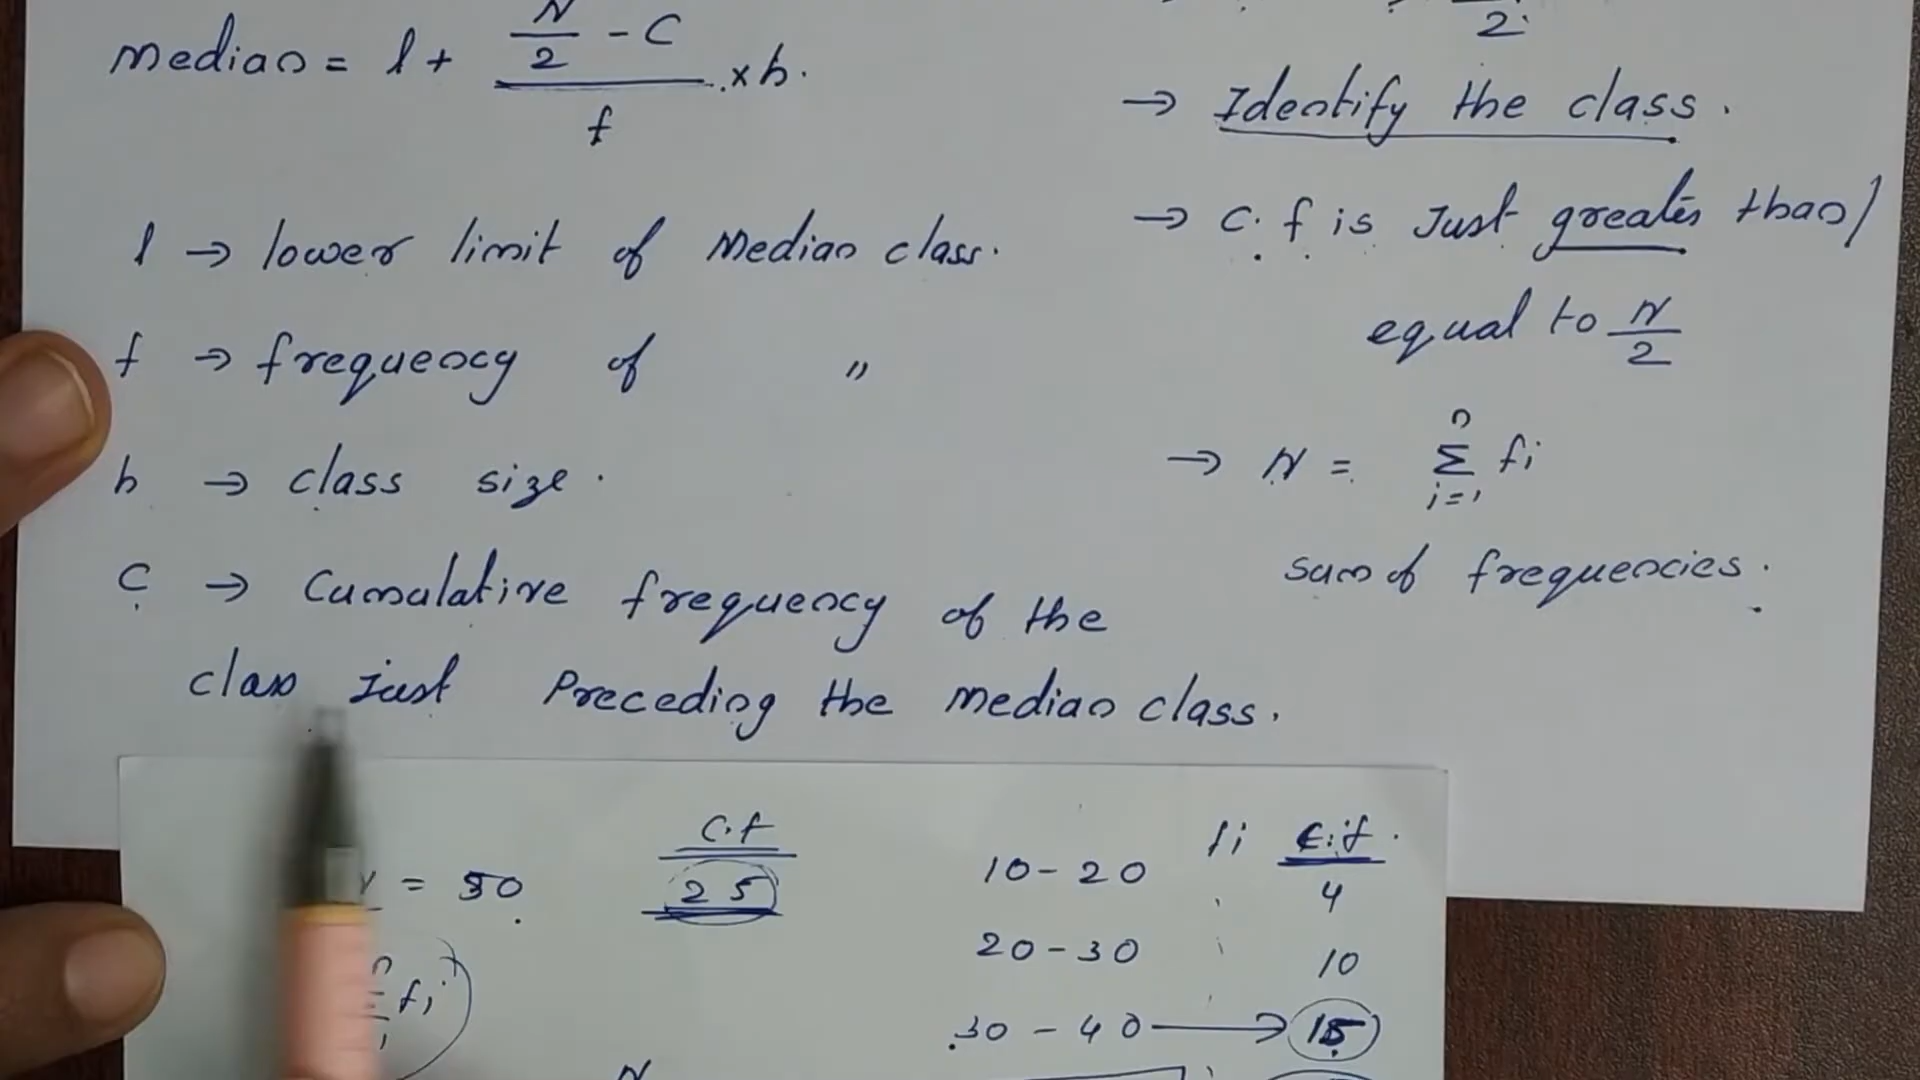 Median = l + N/2 - C / f × h.
l → lower limit of Median class.
f → frequency of "
h → class size.
C → Cumulative frequency of the
class Just Preceding the Median class.
2
→ Identify the class.
→ C.f is Just greater than/
equal to N/2
→ N = n Σ i=1 fi
sum of frequencies.
= 50
n
fi
C.f
25
N
fi C.f.
10-20 4
20-30 10
30-40 → 15